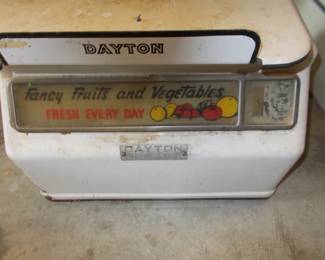 DAYTON
Fancy Fruits and Vegetables
FRESH EVERY DAY
DAYTON